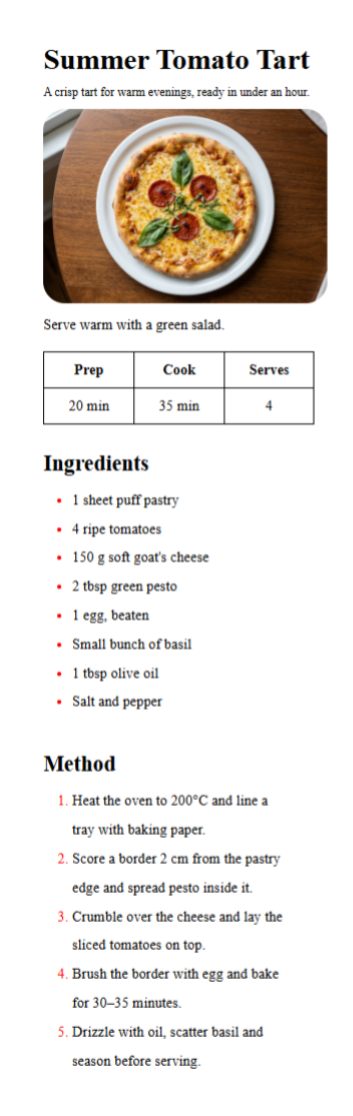 Summer Tomato Tart
A crisp tart for warm evenings, ready in under an hour.
Serve warm with a green salad.
Prep Cook Serves
20 min 35 min 4
Ingredients
• 1 sheet puff pastry
• 4 ripe tomatoes
• 150 g soft goat's cheese
• 2 tbsp green pesto
• 1 egg, beaten
• Small bunch of basil
• 1 tbsp olive oil
• Salt and pepper
Method
1. Heat the oven to 200°C and line a
tray with baking paper.
2. Score a border 2 cm from the pastry
edge and spread pesto inside it.
3. Crumble over the cheese and lay the
sliced tomatoes on top.
4. Brush the border with egg and bake
for 30–35 minutes.
5. Drizzle with oil, scatter basil and
season before serving.